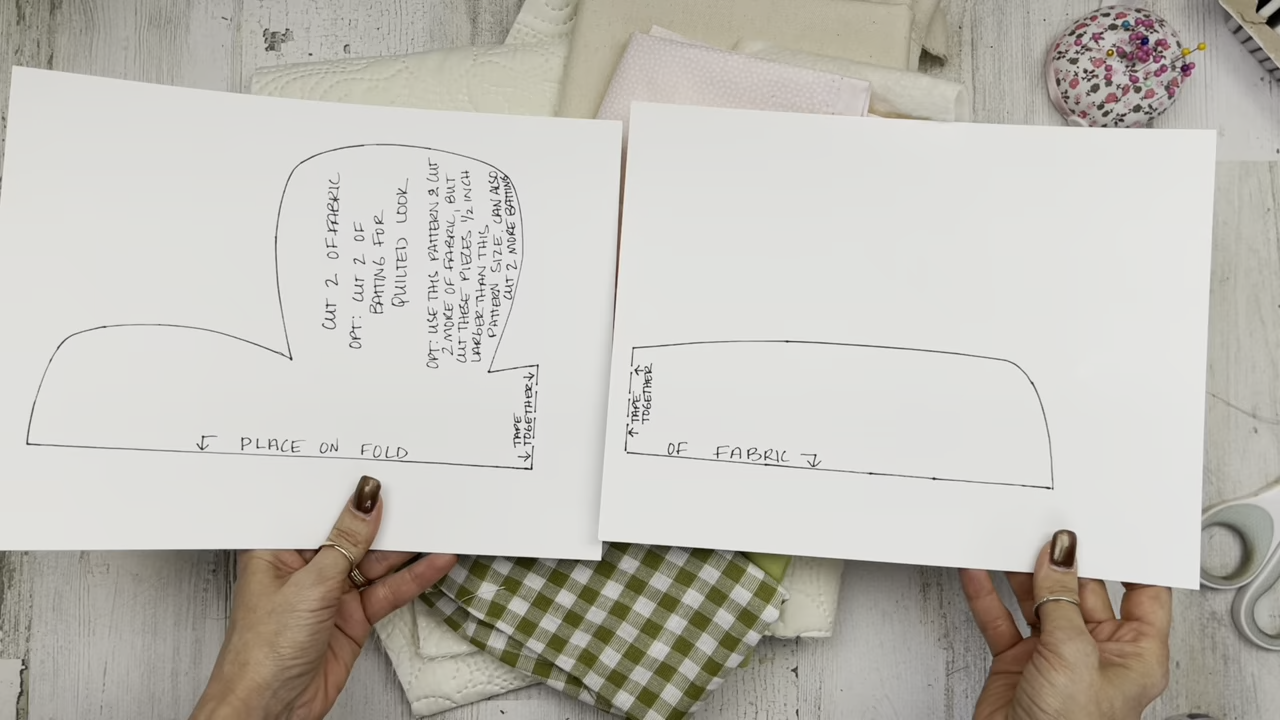 CUT 2 OF FABRIC
OPT: CUT 2 OF
BATTING FOR
QUILTED LOOK
OPT: USE THIS PATTERN & CUT
2 MORE OF FABRIC, BUT
CUT THESE PIECES 1/2 INCH
LARGER THAN THIS
PATTERN SIZE. CAN ALSO
CUT 2 MORE BATTING
TAPE
TOGETHER
PLACE ON FOLD
TAPE
TOGETHER
OF FABRIC